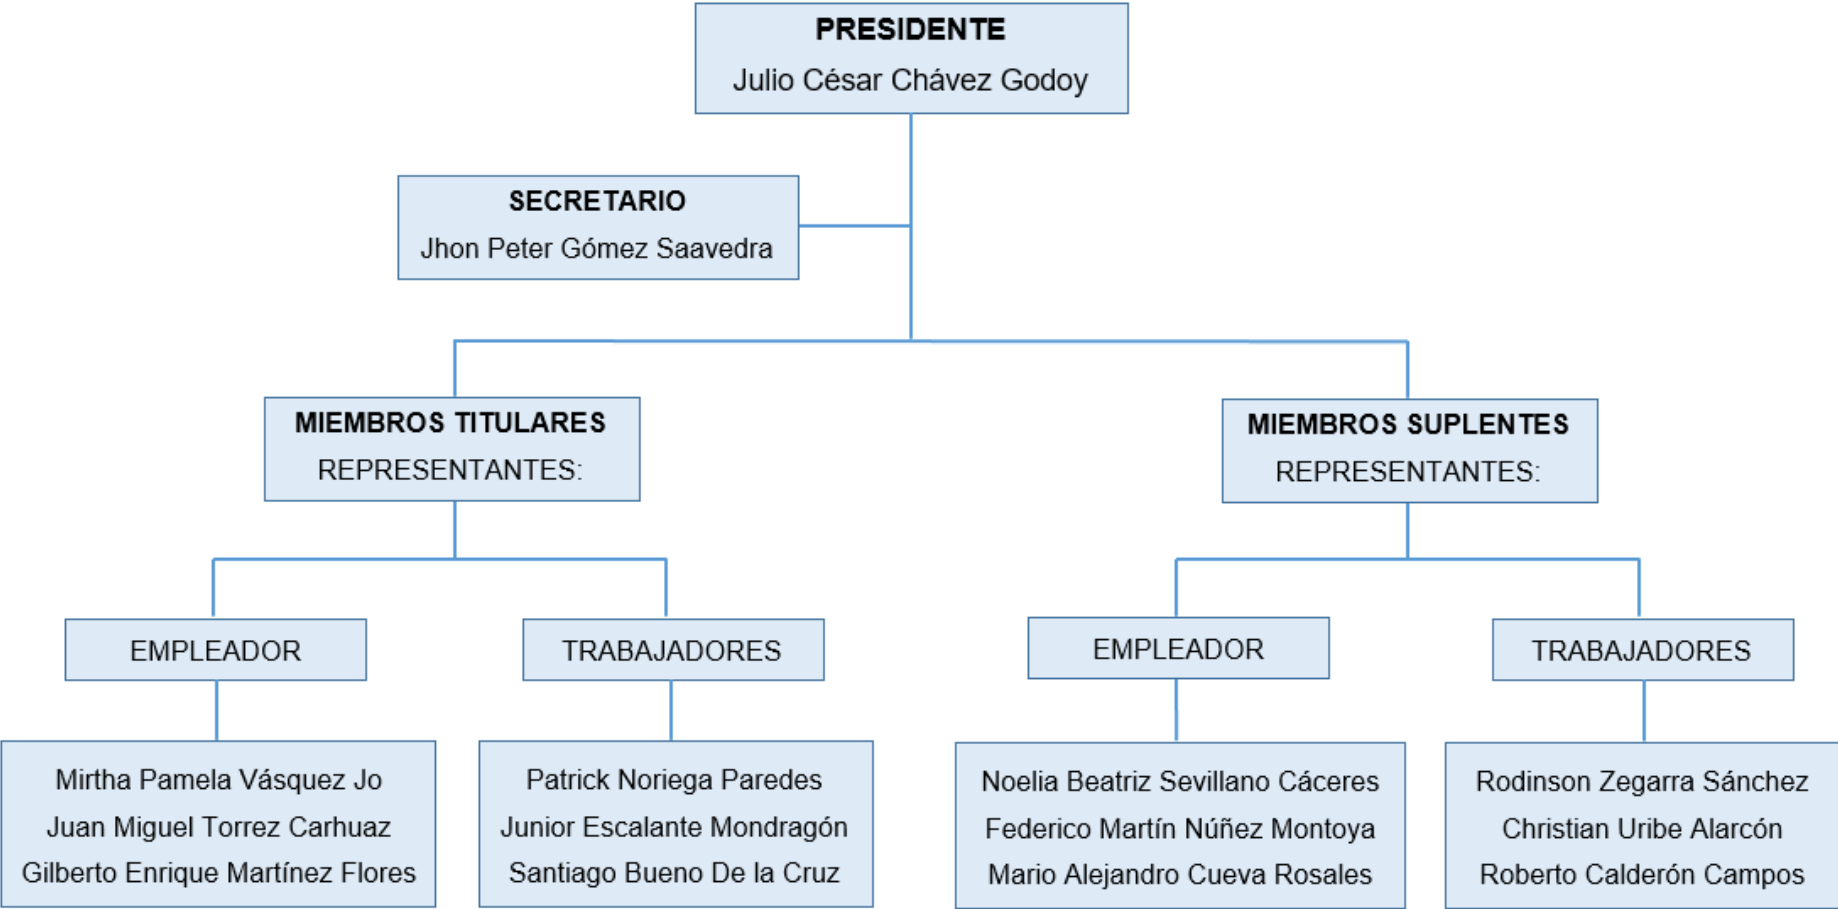 PRESIDENTE
Julio César Chávez Godoy
SECRETARIO
Jhon Peter Gómez Saavedra
MIEMBROS TITULARES
REPRESENTANTES:
MIEMBROS SUPLENTES
REPRESENTANTES:
EMPLEADOR
TRABAJADORES
EMPLEADOR
TRABAJADORES
Mirtha Pamela Vásquez Jo
Juan Miguel Torrez Carhuaz
Gilberto Enrique Martínez Flores
Patrick Noriega Paredes
Junior Escalante Mondragón
Santiago Bueno De la Cruz
Noelia Beatriz Sevillano Cáceres
Federico Martín Núñez Montoya
Mario Alejandro Cueva Rosales
Rodinson Zegarra Sánchez
Christian Uribe Alarcón
Roberto Calderón Campos